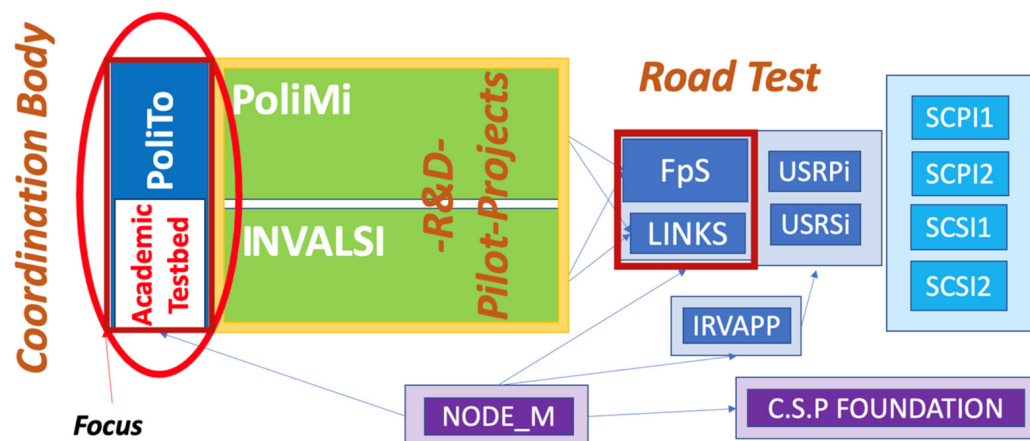 Coordination Body
PoliTo
Academic
Testbed
PoliMi
INVALSI
-R&D-
Pilot-Projects
Road Test
FpS
LINKS
USRPi
USRSi
SCPI1
SCPI2
SCSI1
SCSI2
IRVAPP
NODE_M
C.S.P FOUNDATION
Focus